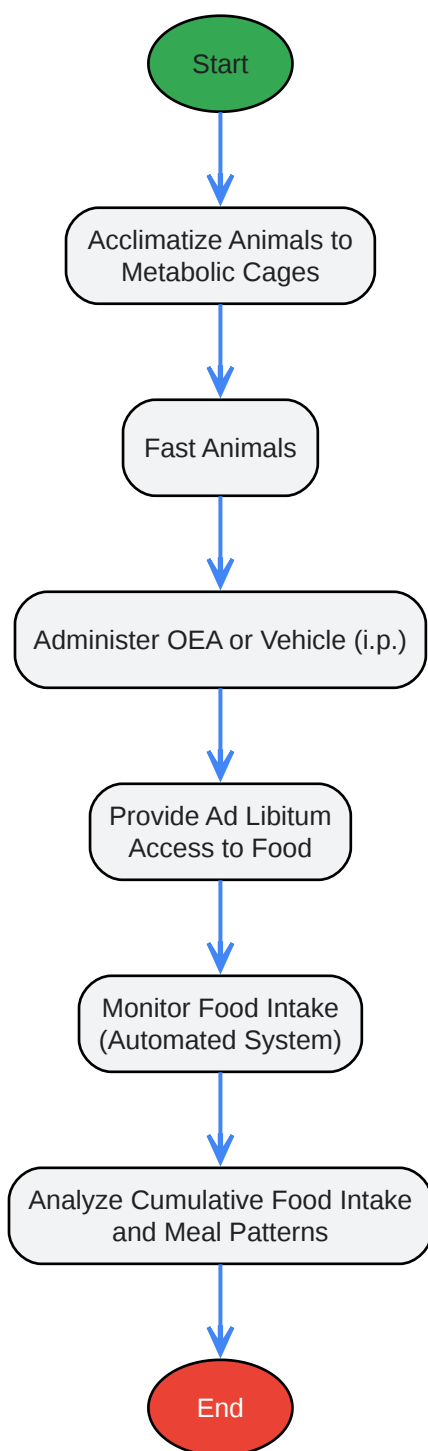 Start
Acclimatize Animals to
Metabolic Cages
Fast Animals
Administer OEA or Vehicle (i.p.)
Provide Ad Libitum
Access to Food
Monitor Food Intake
(Automated System)
Analyze Cumulative Food Intake
and Meal Patterns
End